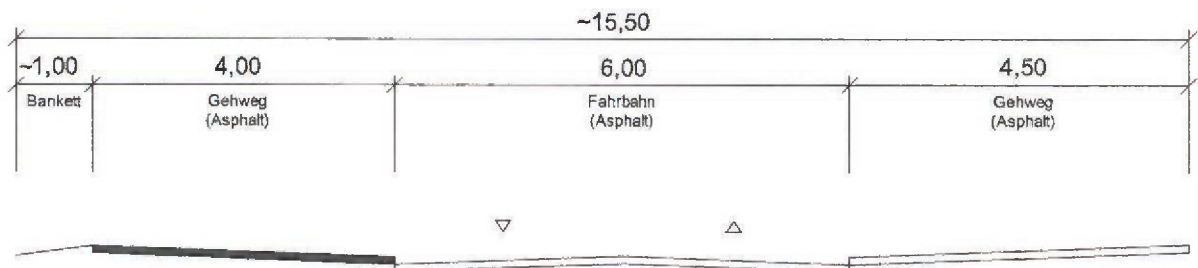 ~15,50
~1,00 4,00 6,00 4,50
Bankett Gehweg Fahrbahn Gehweg
(Asphalt) (Asphalt) (Asphalt)